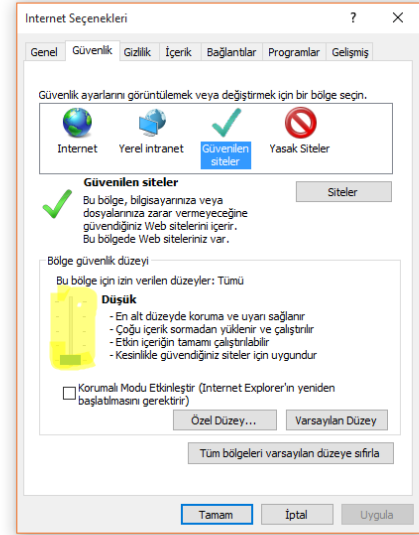 Internet Seçenekleri
?
Genel Güvenlik Gizlilik İçerik Bağlantılar Programlar Gelişmiş
Güvenlik ayarlarını görüntülemek veya değiştirmek için bir bölge seçin.
Internet Yerel intranet Güvenilen siteler Yasak Siteler
Güvenilen siteler
Siteler
Bu bölge, bilgisayarınıza veya
dosyalarınıza zarar vermeyeceğine
güvendiğiniz Web sitelerini içerir.
Bu bölgede Web siteleriniz var.
Bölge güvenlik düzeyi
Bu bölge için izin verilen düzeyler: Tümü
Düşük
- En alt düzeyde koruma ve uyarı sağlanır
- Çoğu içerik sormadan yüklenir ve çalıştırılır
- Etkin içeriğin tamamı çalıştırılabilir
- Kesinlikle güvendiğiniz siteler için uygundur
Korumalı Modu Etkinleştir (Internet Explorer'ın yeniden
başlatılmasını gerektirir)
Özel Düzey... Varsayılan Düzey
Tüm bölgeleri varsayılan düzeye sıfırla
Tamam İptal Uygula